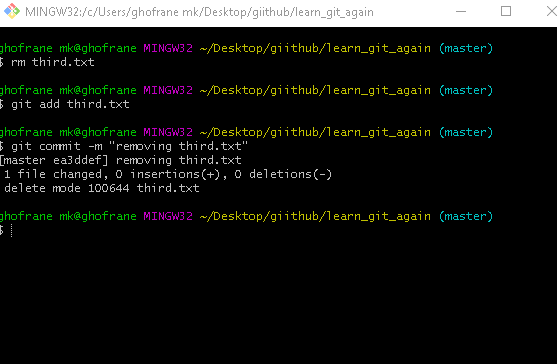 MINGW32:/c/Users/ghofrane mk/Desktop/giithub/learn_git_again
ghofrane mk@ghofrane MINGW32 ~/Desktop/giithub/learn_git_again (master)
$ rm third.txt
ghofrane mk@ghofrane MINGW32 ~/Desktop/giithub/learn_git_again (master)
$ git add third.txt
ghofrane mk@ghofrane MINGW32 ~/Desktop/giithub/learn_git_again (master)
$ git commit -m "removing third.txt"
[master ea3ddef] removing third.txt
1 file changed, 0 insertions(+), 0 deletions(-)
delete mode 100644 third.txt
ghofrane mk@ghofrane MINGW32 ~/Desktop/giithub/learn_git_again (master)
$